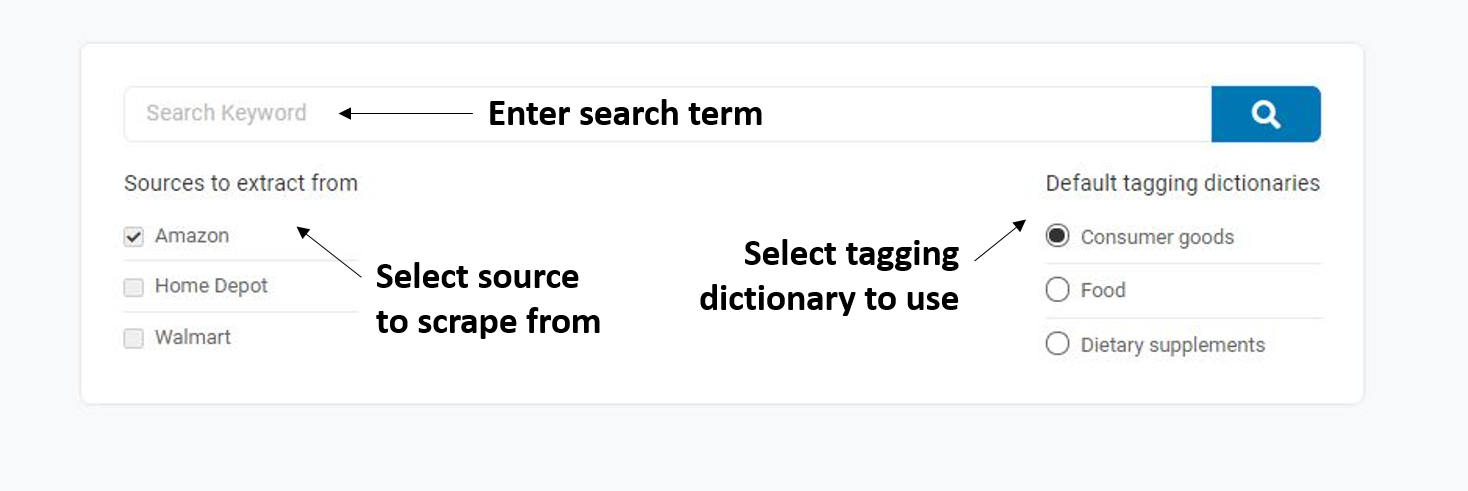 Search Keyword
Enter search term
Sources to extract from
Default tagging dictionaries
Amazon
Home Depot
Walmart
Select source
to scrape from
Select tagging
dictionary to use
Consumer goods
Food
Dietary supplements